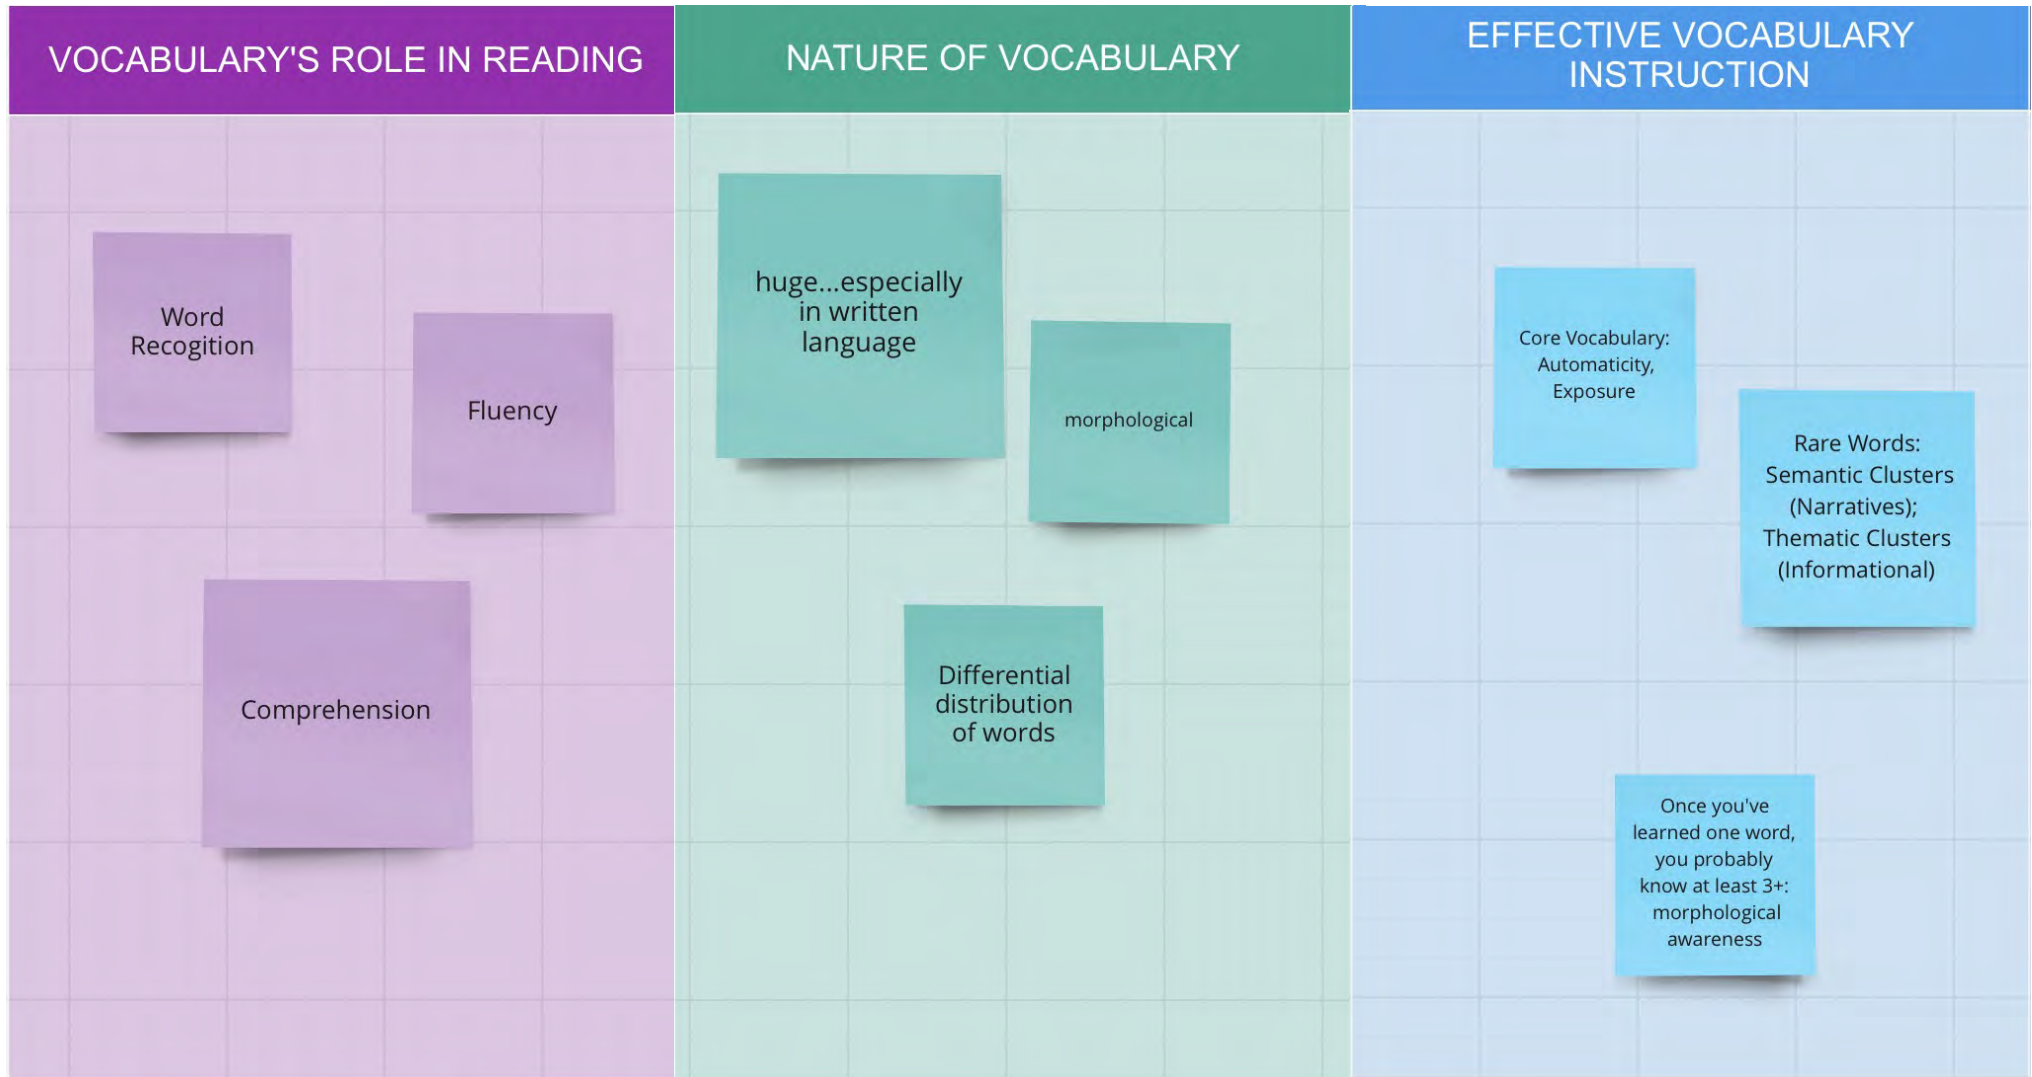 VOCABULARY'S ROLE IN READING
Word
Recogition
Fluency
Comprehension
NATURE OF VOCABULARY
huge...especially
in written
language
morphological
Differential
distribution
of words
EFFECTIVE VOCABULARY
INSTRUCTION
Core Vocabulary:
Automaticity,
Exposure
Rare Words:
Semantic Clusters
(Narratives);
Thematic Clusters
(Informational)
Once you've
learned one word,
you probably
know at least 3+:
morphological
awareness